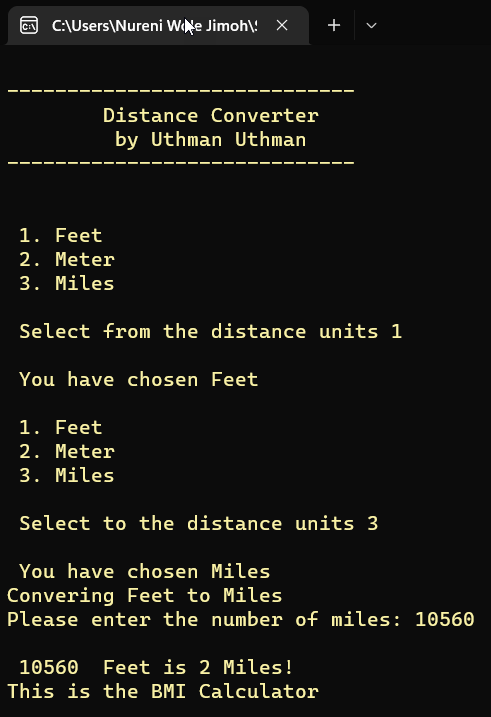 C:\Users\Nureni W  e Jimoh\
Distance Converter
by Uthman Uthman
1. Feet
2. Meter
3. Miles
Select from the distance units 1
You have chosen Feet
1. Feet
2. Meter
3. Miles
Select to the distance units 3
You have chosen Miles
Convering Feet to Miles
Please enter the number of miles: 10560
10560  Feet is 2 Miles!
This is the BMI Calculator